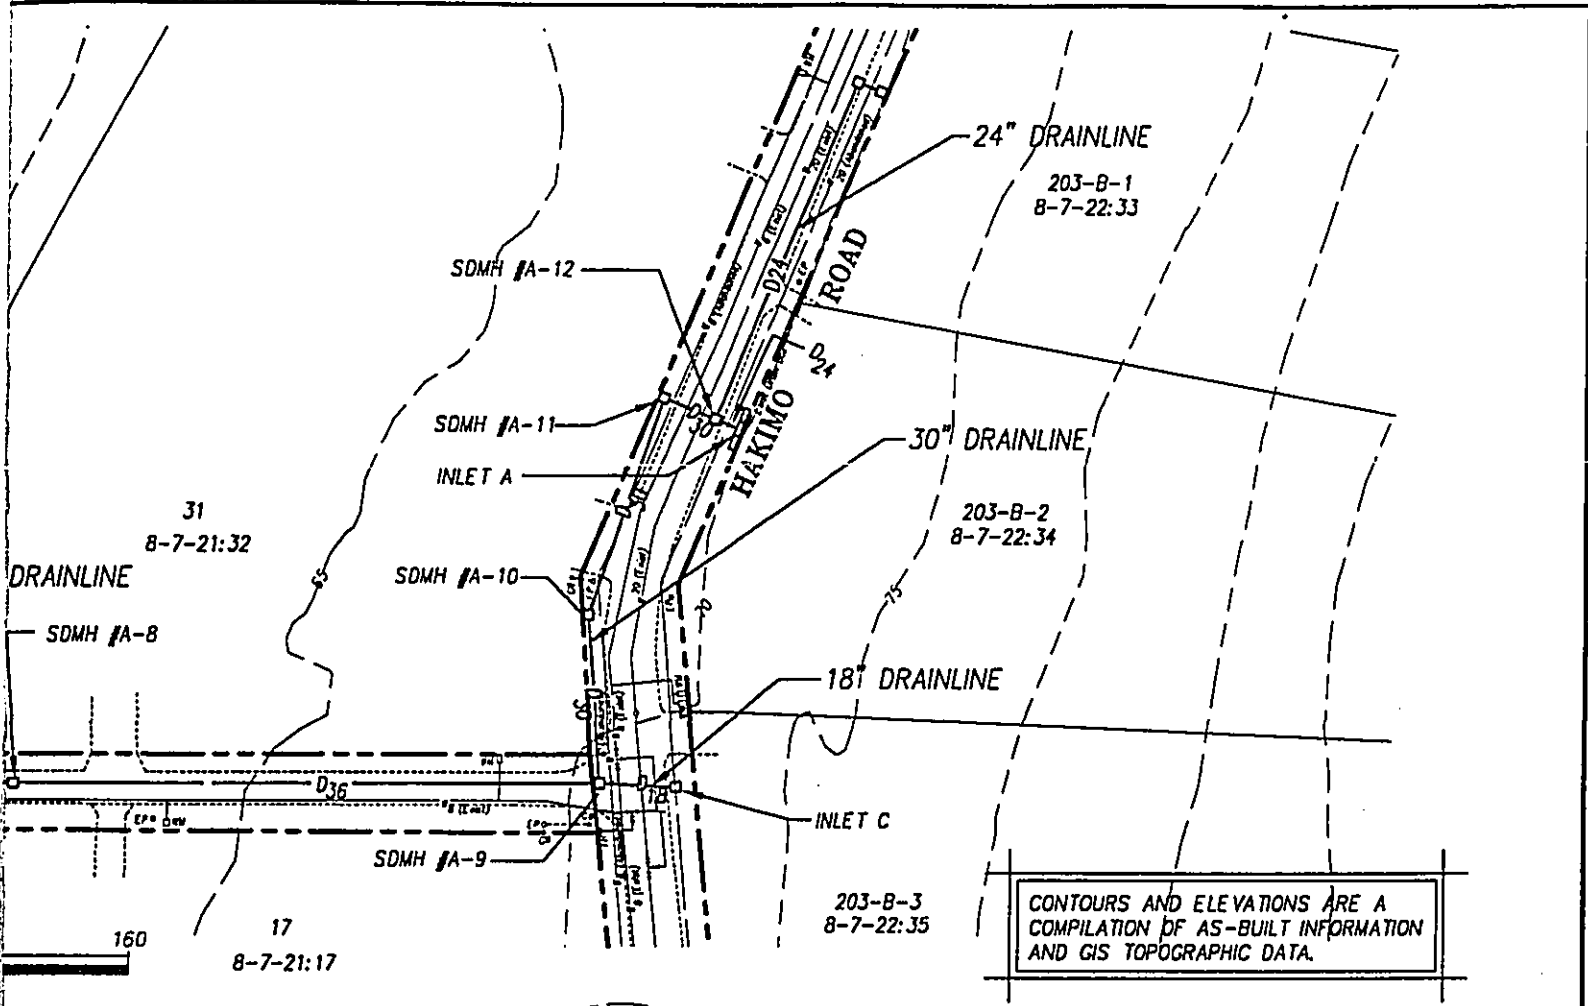 24" DRAINLINE
203-B-1
8-7-22:33
SDMH #A-12
D24
ROAD
D
24
SDMH #A-11
D
30
INLET A
HAKIMO
30" DRAINLINE
31
8-7-21:32
203-B-2
8-7-22:34
DRAINLINE
SDMH #A-10
65
75
SDMH #A-8
18" DRAINLINE
D
30
D
36
D
18
INLET C
SDMH #A-9
203-B-3
8-7-22:35
160
17
8-7-21:17
CONTOURS AND ELEVATIONS ARE A
COMPILATION OF AS-BUILT INFORMATION
AND GIS TOPOGRAPHIC DATA.